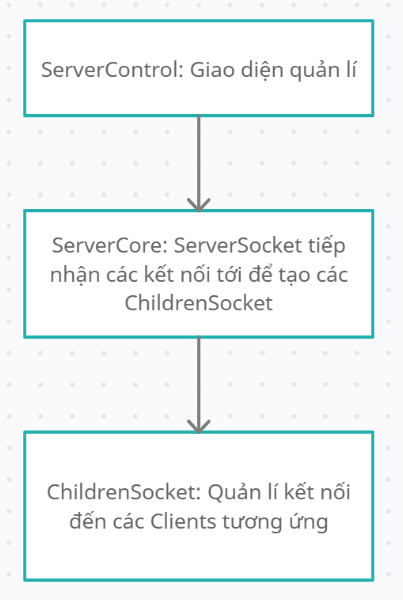 ServerControl: Giao diện quản lí
ServerCore: ServerSocket tiếp
nhận các kết nối tới để tạo các
ChildrenSocket
ChildrenSocket: Quản lí kết nối
đến các Clients tương ứng